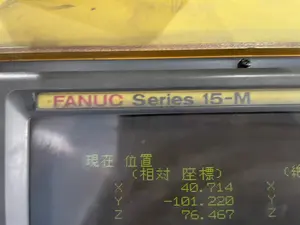 FANUC Series 15-M
現在 位置
(相対 座標)
X 40.714 X
Y -101.220 Y
Z 76.467 Z